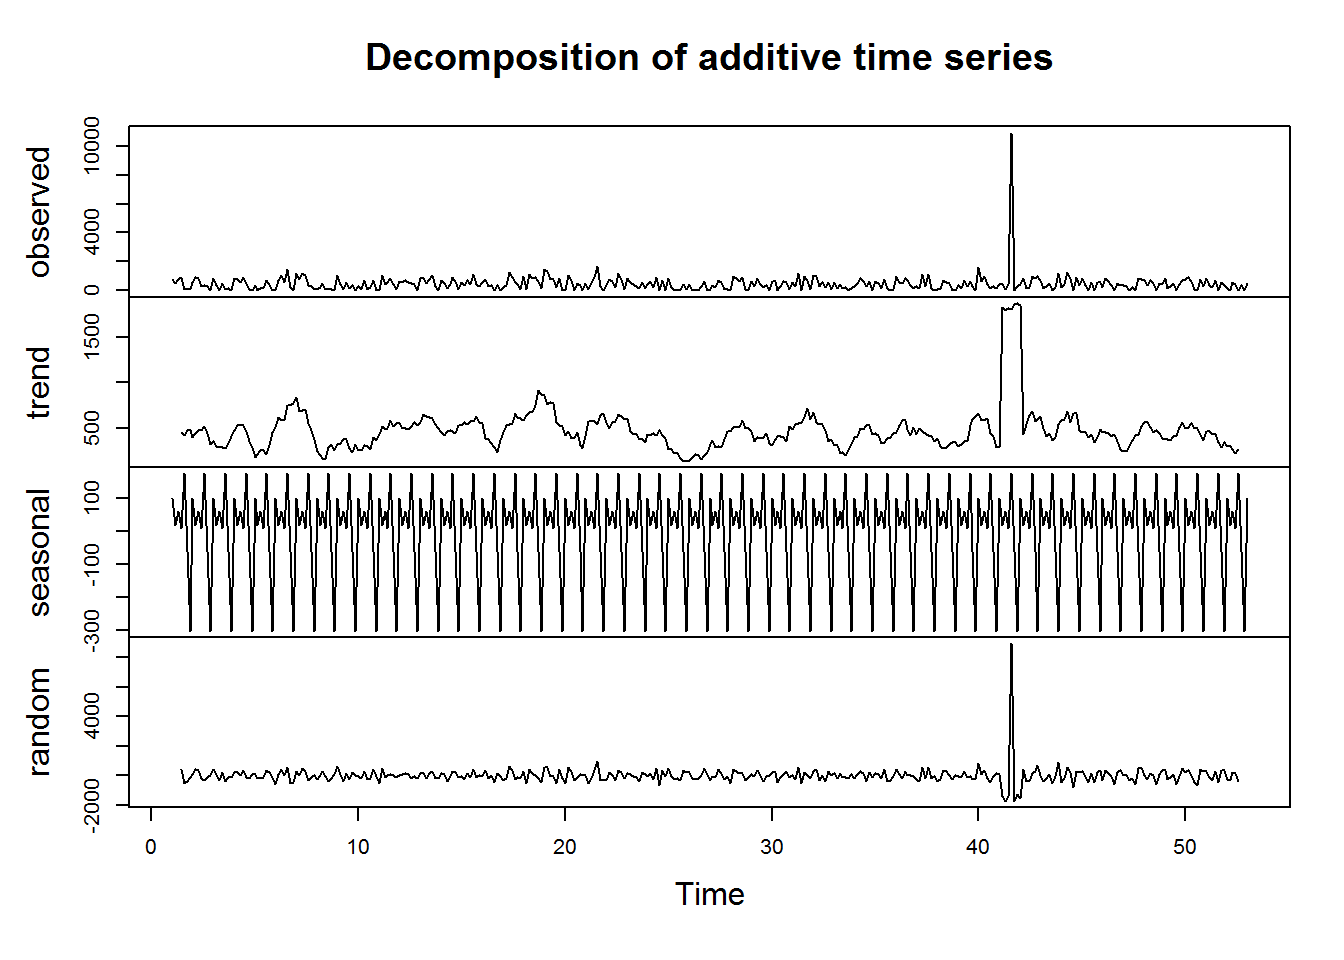 Decomposition of additive time series
observed
0 4000 10000
trend
500 1500
seasonal
-300 -100 100
random
-2000 4000
0 10 20 30 40 50
Time